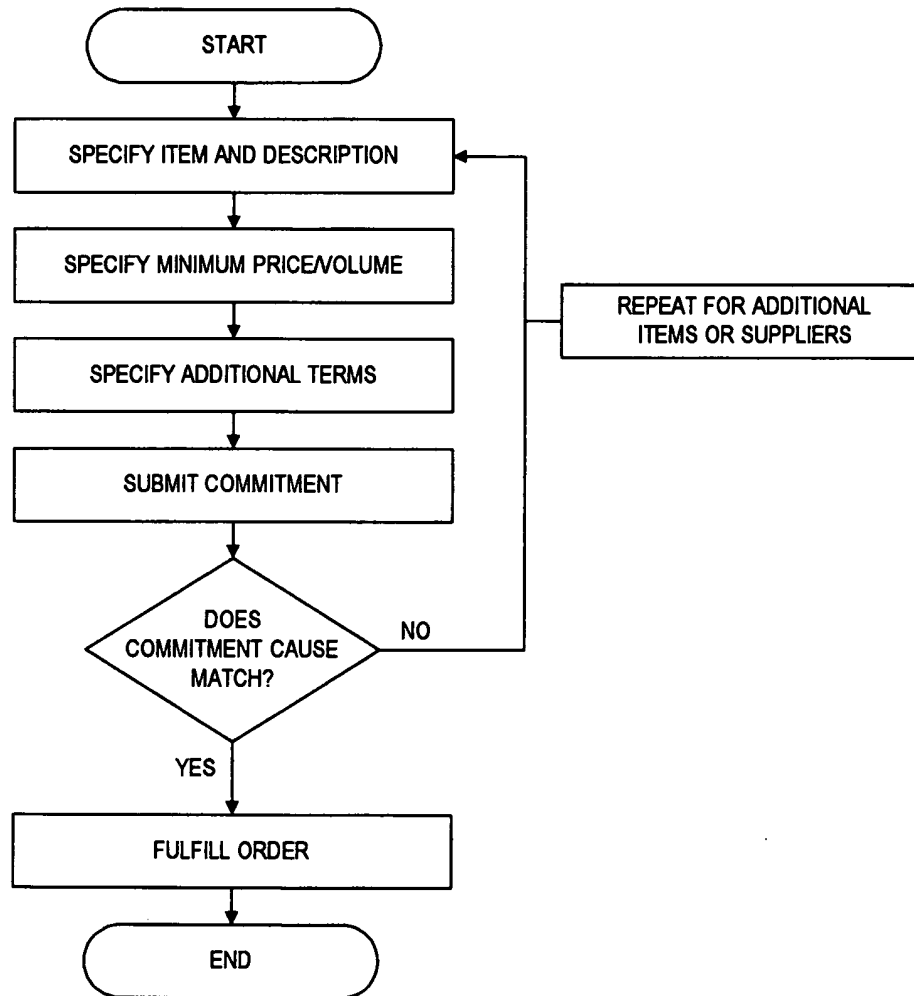 START
SPECIFY ITEM AND DESCRIPTION
SPECIFY MINIMUM PRICE/VOLUME
REPEAT FOR ADDITIONAL
ITEMS OR SUPPLIERS
SPECIFY ADDITIONAL TERMS
SUBMIT COMMITMENT
DOES
COMMITMENT CAUSE
MATCH?
NO
YES
FULFILL ORDER
END